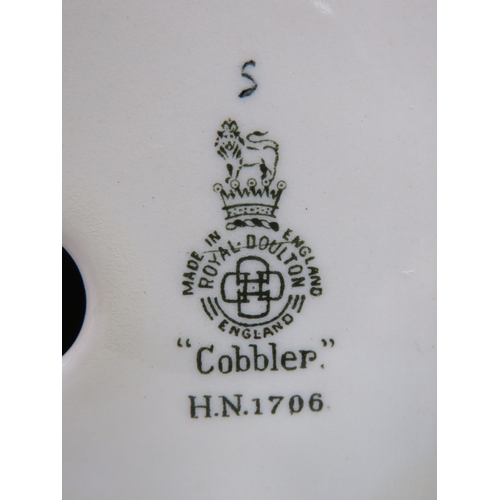 S
MADE IN ENGLAND
ROYAL DOULTON
ENGLAND
"Cobbler."
H.N.1706.